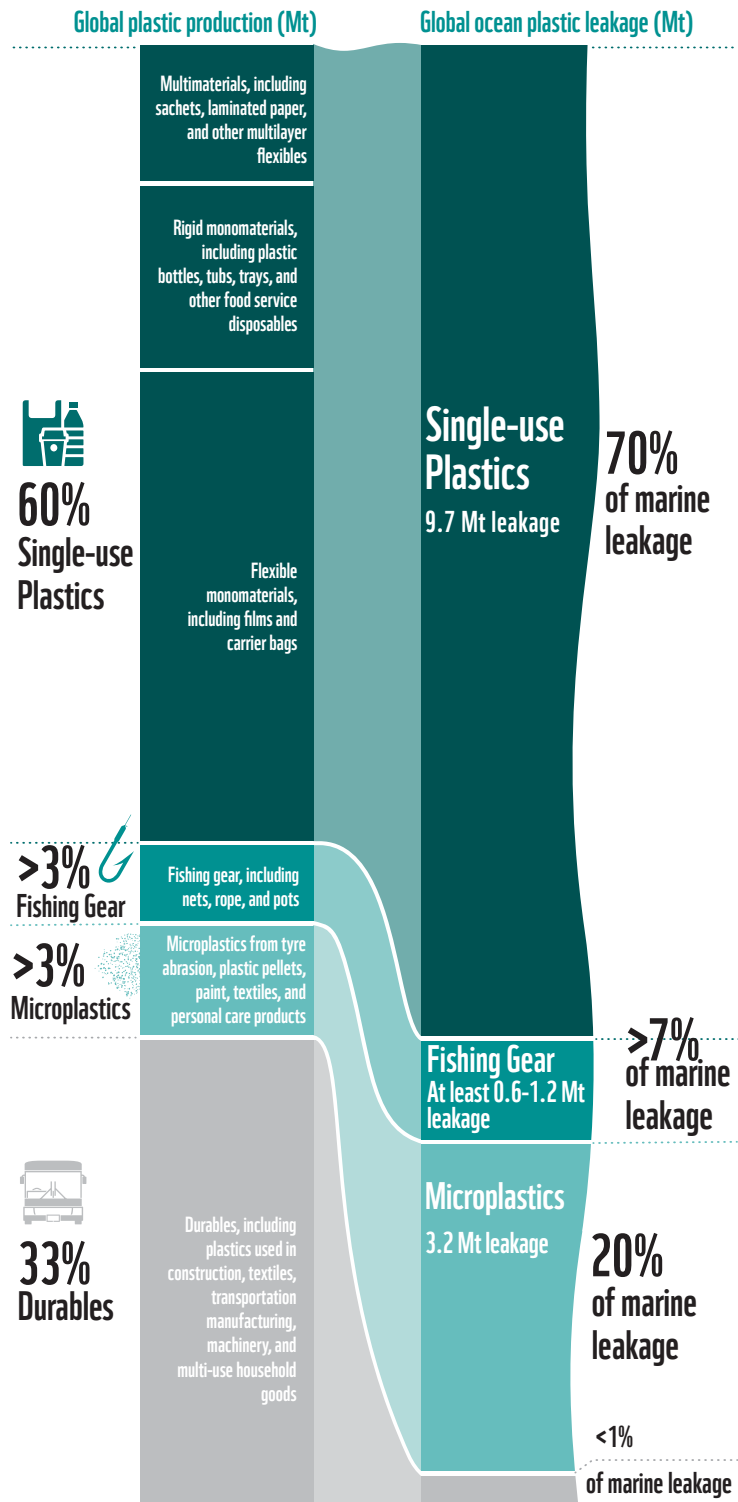 Global plastic production (Mt)
Global ocean plastic leakage (Mt)
Multimaterials, including
sachets, laminated paper,
and other multilayer
flexibles
Rigid monomaterials,
including plastic
bottles, tubs, trays, and
other food service
disposables
60%
Single-use
Plastics
Flexible
monomaterials,
including films and
carrier bags
Single-use
Plastics
9.7 Mt leakage
70%
of marine
leakage
>3%
Fishing Gear
Fishing gear, including
nets, rope, and pots
>3%
Microplastics
Microplastics from tyre
abrasion, plastic pellets,
paint, textiles, and
personal care products
Fishing Gear
At least 0.6-1.2 Mt
leakage
>7%
of marine
leakage
33%
Durables
Durables, including
plastics used in
construction, textiles,
transportation
manufacturing,
machinery, and
multi-use household
goods
Microplastics
3.2 Mt leakage
20%
of marine
leakage
<1%
of marine leakage